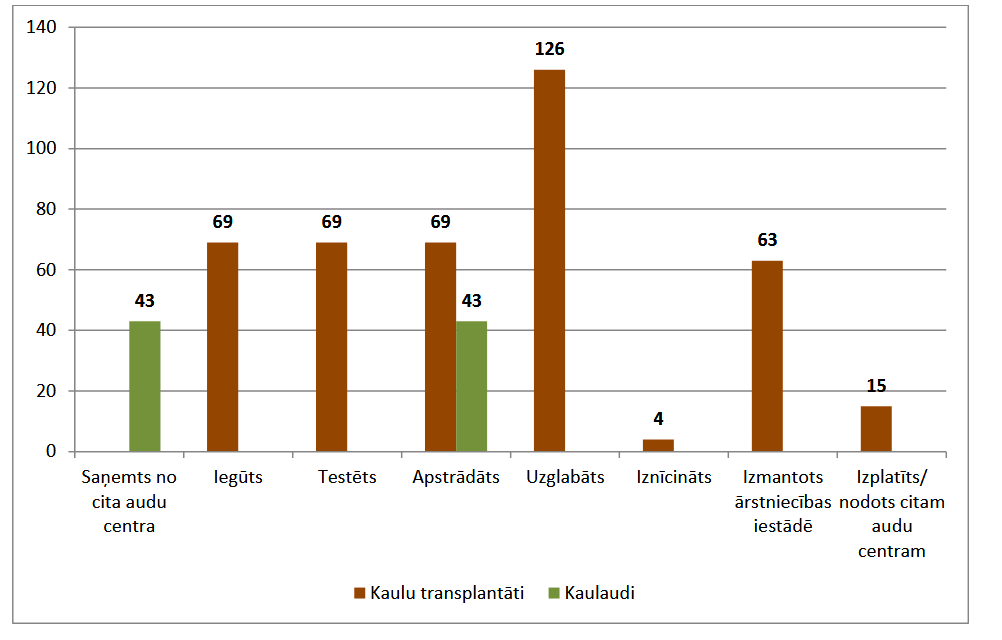 140
120
100
80
60
40
20
0
43
69
69
69
43
126
4
63
15
Saņemts no
cita audu
centra
Iegūts
Testēts
Apstrādāts
Uzglabāts
Iznīcināts
Izmantots
ārstniecības
iestādē
Izplatīts/
nodots citam
audu
centram
Kaulu transplantāti
Kaulaudi